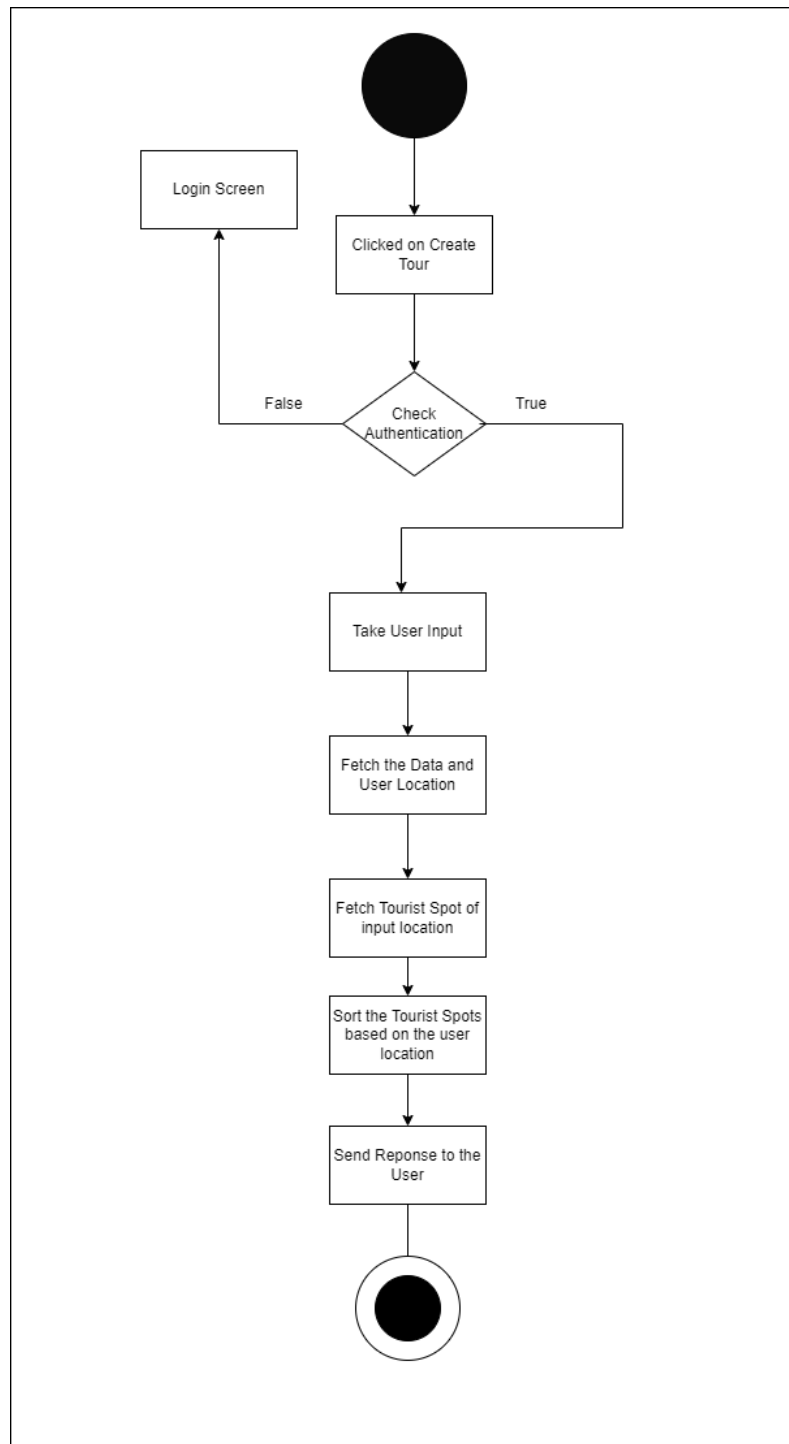 Login Screen
Clicked on Create
Tour
False
True
Check
Authentication
Take User Input
Fetch the Data and
User Location
Fetch Tourist Spot of
input location
Sort the Tourist Spots
based on the user
location
Send Reponse to the
User